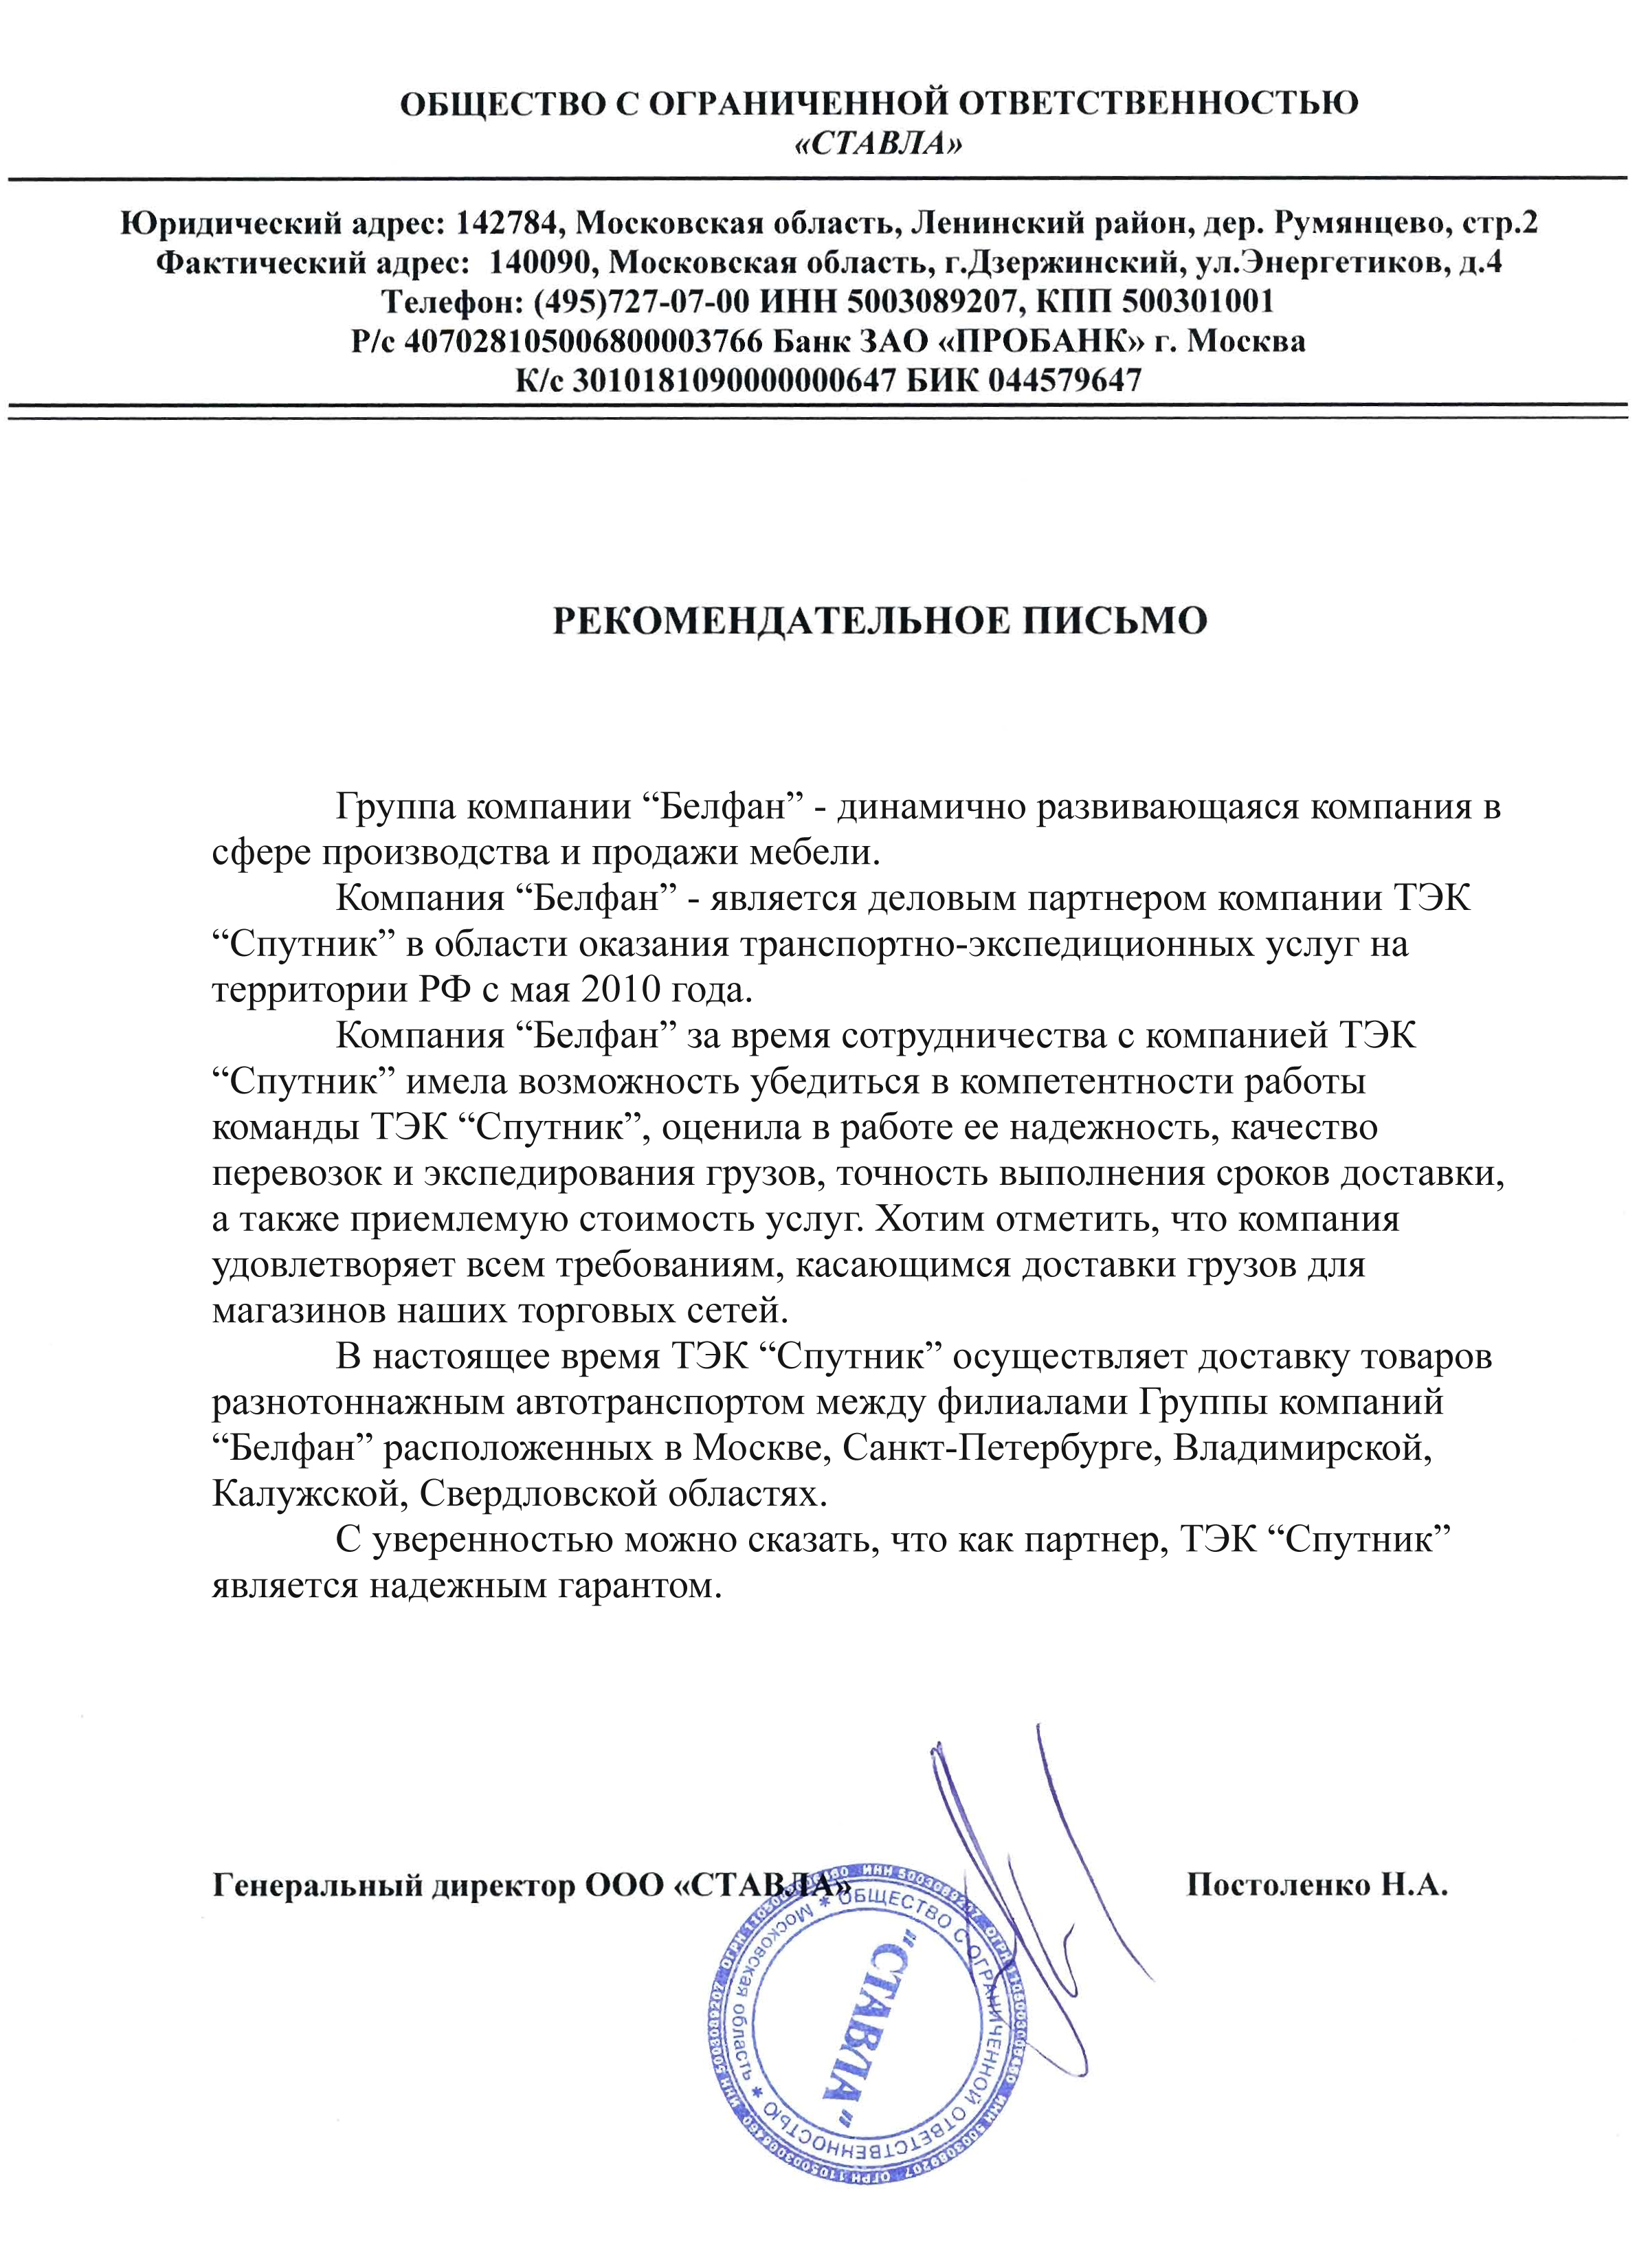 ОБЩЕСТВО С ОГРАНИЧЕННОЙ ОТВЕТСТВЕННОСТЬЮ
«СТАВЛА»
Юридический адрес: 142784, Московская область, Ленинский район, дер. Румянцево, стр.2
Фактический адрес: 140090, Московская область, г.Дзержинский, ул.Энергетиков, д.4
Телефон: (495)727-07-00 ИНН 5003089207, КПП 500301001
Р/с 407028105006800003766 Банк ЗАО «ПРОБАНК» г. Москва
К/с 3010181090000000647 БИК 044579647
РЕКОМЕНДАТЕЛЬНОЕ ПИСЬМО
Группа компании “Белфан” - динамично развивающаяся компания в
сфере производства и продажи мебели.
Компания “Белфан” - является деловым партнером компании ТЭК
“Спутник” в области оказания транспортно-экспедиционных услуг на
территории РФ с мая 2010 года.
Компания “Белфан” за время сотрудничества с компанией ТЭК
“Спутник” имела возможность убедиться в компетентности работы
команды ТЭК “Спутник”, оценила в работе ее надежность, качество
перевозок и экспедирования грузов, точность выполнения сроков доставки,
а также приемлемую стоимость услуг. Хотим отметить, что компания
удовлетворяет всем требованиям, касающимся доставки грузов для
магазинов наших торговых сетей.
В настоящее время ТЭК “Спутник” осуществляет доставку товаров
разнотоннажным автотранспортом между филиалами Группы компаний
“Белфан” расположенных в Москве, Санкт-Петербурге, Владимирской,
Калужской, Свердловской областях.
С уверенностью можно сказать, что как партнер, ТЭК “Спутник”
является надежным гарантом.
Генеральный директор ООО «СТАВЛА» Постоленко Н.А.
ОБЩЕСТВО С ОГРАНИЧЕННОЙ ОТВЕТСТВЕННОСТЬЮ * Московская область *
"СТАВЛА"
ИНН 5003089207 ОГРН